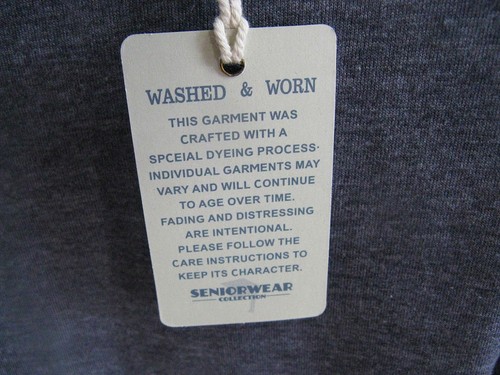 WASHED & WORN
THIS GARMENT WAS
CRAFTED WITH A
SPCEIAL DYEING PROCESS·
INDIVIDUAL GARMENTS MAY
VARY AND WILL CONTINUE
TO AGE OVER TIME.
FADING AND DISTRESSING
ARE INTENTIONAL.
PLEASE FOLLOW THE
CARE INSTRUCTIONS TO
KEEP ITS CHARACTER.
SENIORWEAR
COLLECTION